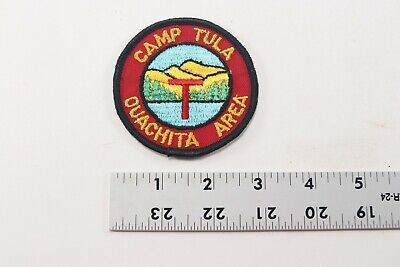 CAMP TULA
T
OUACHITA AREA
1 2 3 4 5
R-24
23 22 21 20 19